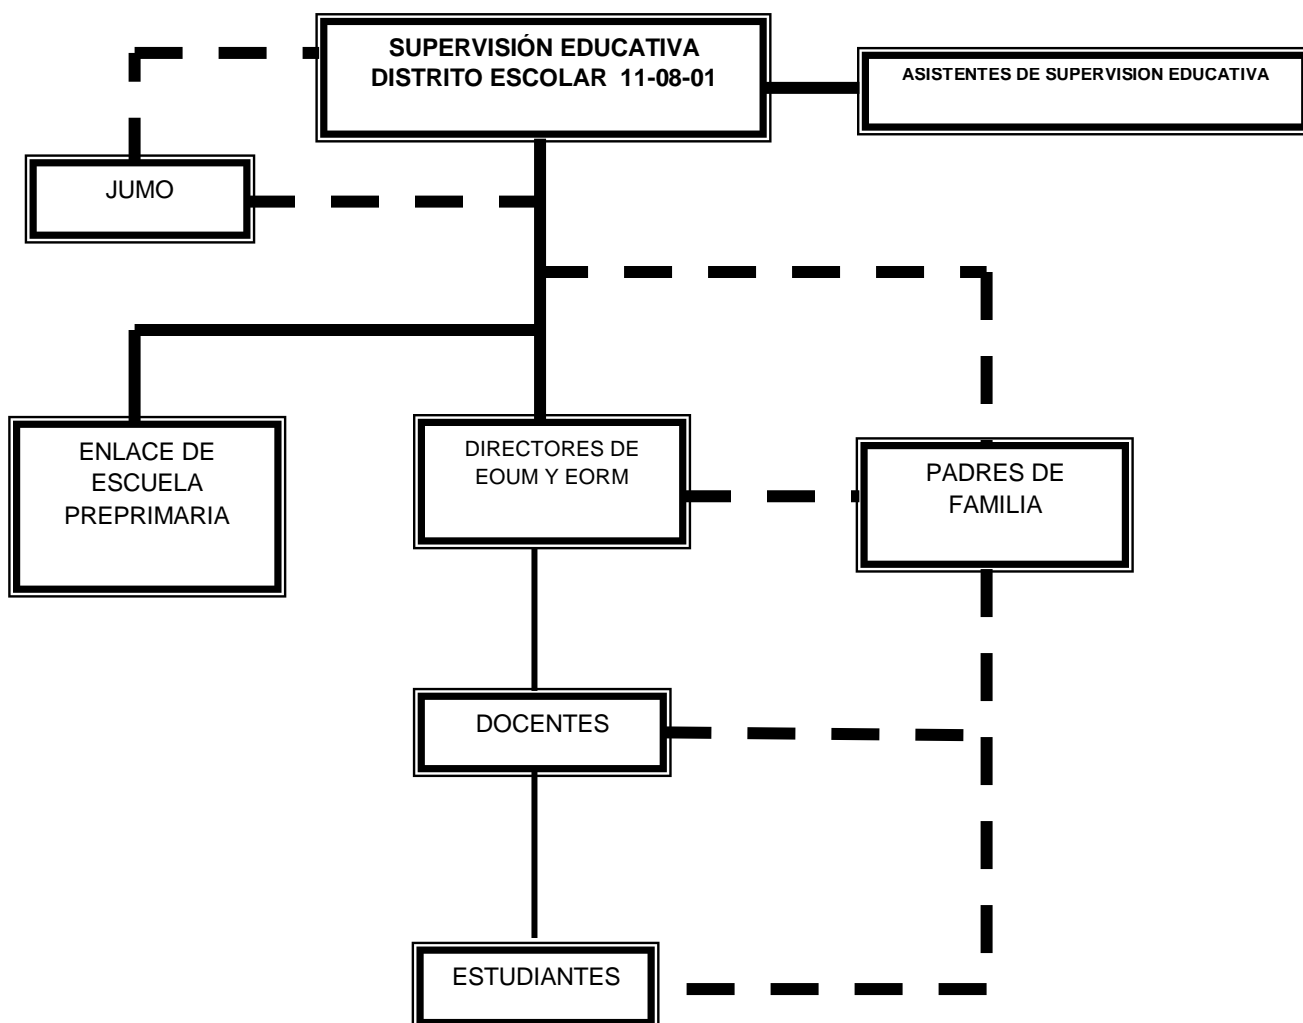 SUPERVISIÓN EDUCATIVA
DISTRITO ESCOLAR 11-08-01
ASISTENTES DE SUPERVISION EDUCATIVA
JUMO
ENLACE DE
ESCUELA
PREPRIMARIA
DIRECTORES DE
EOUM Y EORM
PADRES DE
FAMILIA
DOCENTES
ESTUDIANTES